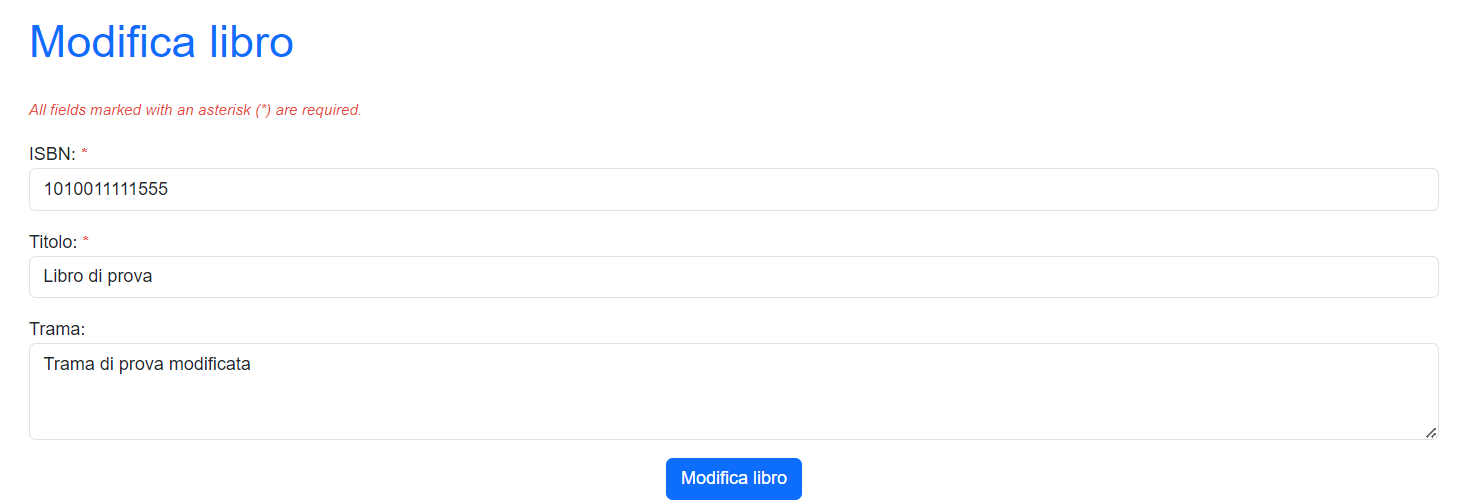 Modifica libro
All fields marked with an asterisk (*) are required.
ISBN: *
1010011111555
Titolo: *
Libro di prova
Trama:
Trama di prova modificata
Modifica libro